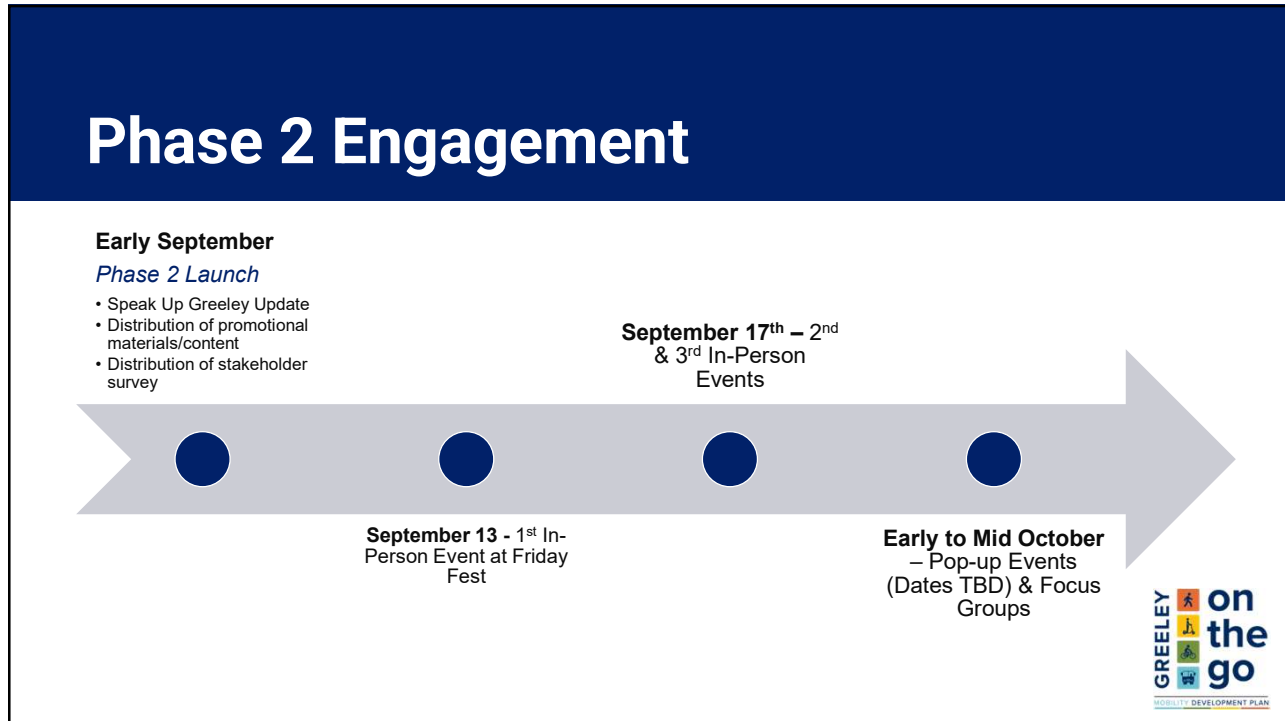 Phase 2 Engagement
Early September
Phase 2 Launch
• Speak Up Greeley Update
• Distribution of promotional
materials/content
• Distribution of stakeholder
survey
September 13 - 1st In-
Person Event at Friday
Fest
September 17th – 2nd
& 3rd In-Person
Events
Early to Mid October
– Pop-up Events
(Dates TBD) & Focus
Groups
GREELEY
on
the
go
MOBILITY DEVELOPMENT PLAN